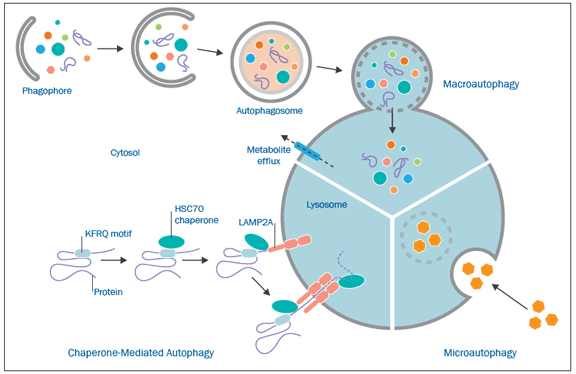 Phagophore
Autophagosome
Macroautophagy
Cytosol
Metabolite
efflux
Lysosome
HSC70
chaperone
LAMP2A
KFRQ motif
Protein
Chaperone-Mediated Autophagy
Microautophagy